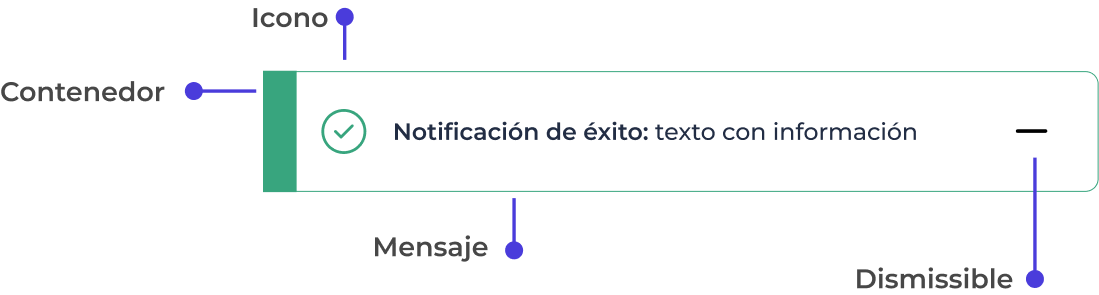 Icono
Contenedor
Notificación de éxito: texto con información
Mensaje
Dismissible